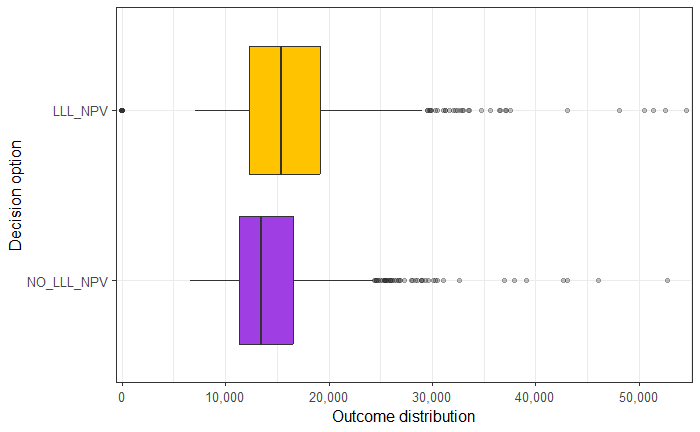 Decision option
LLL_NPV
NO_LLL_NPV
0 10,000 20,000 30,000 40,000 50,000
Outcome distribution